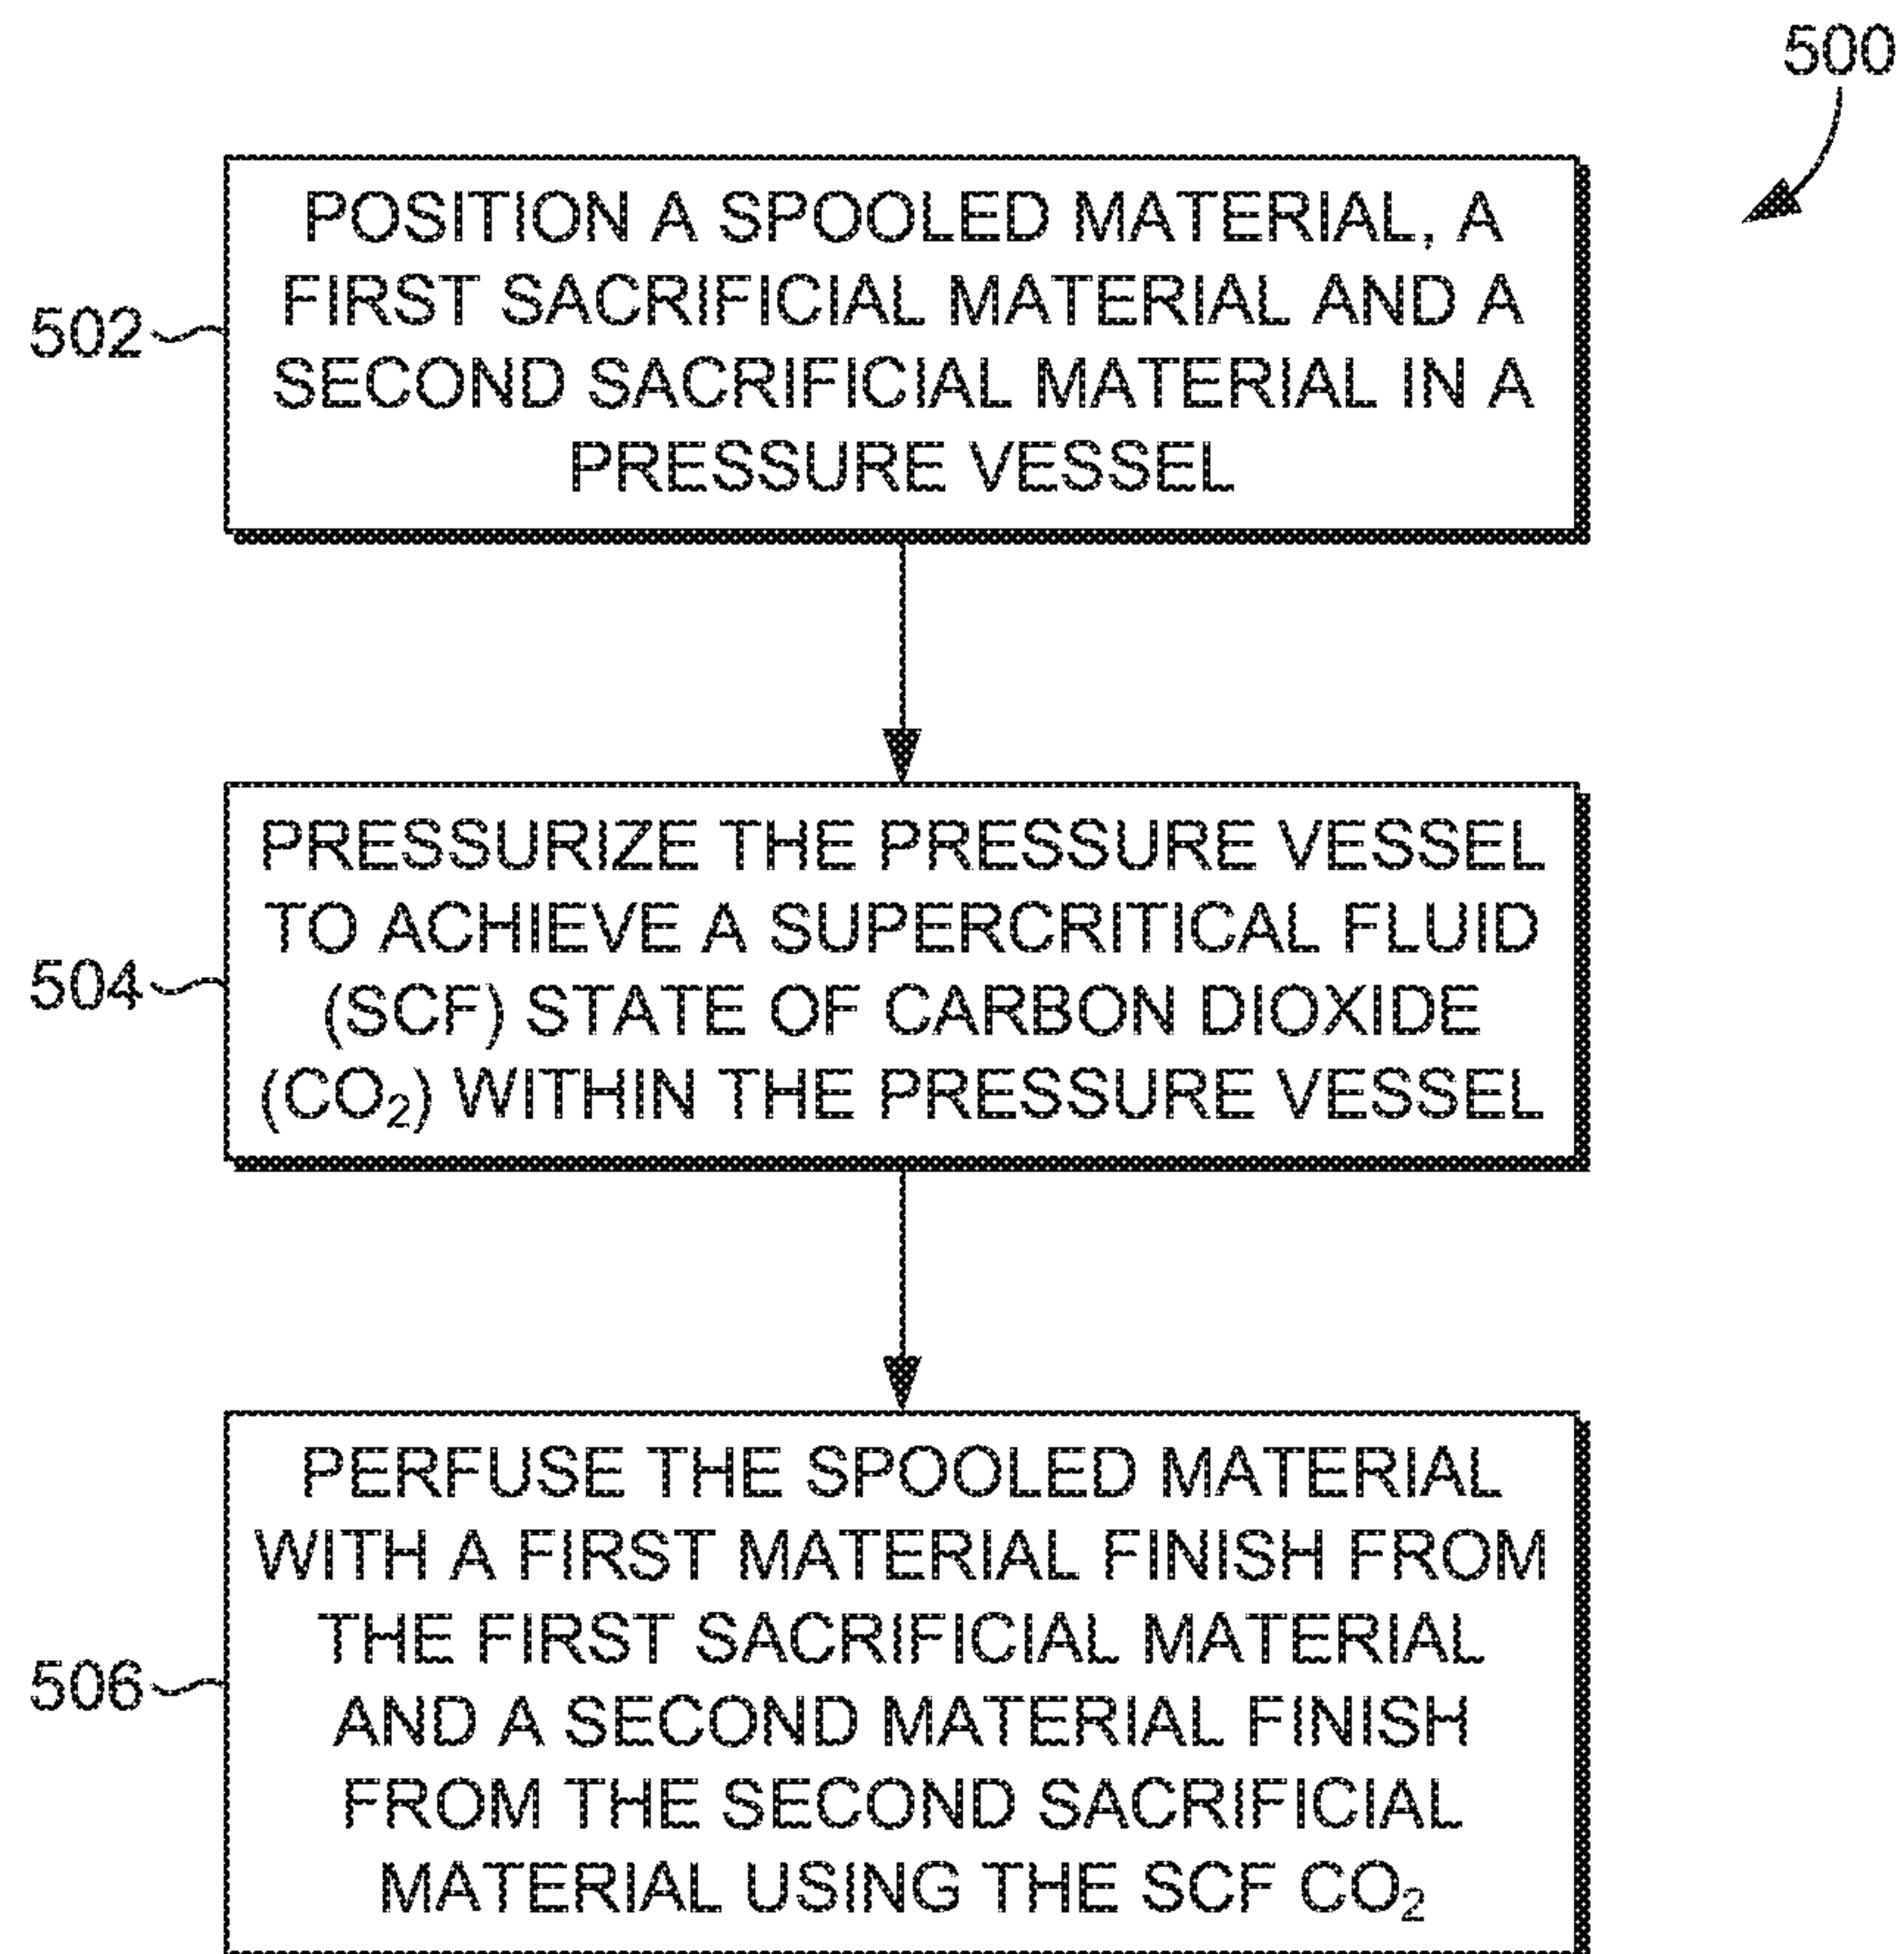 500
502
POSITION A SPOOLED MATERIAL, A
FIRST SACRIFICIAL MATERIAL AND A
SECOND SACRIFICIAL MATERIAL IN A
PRESSURE VESSEL
504
PRESSURIZE THE PRESSURE VESSEL
TO ACHIEVE A SUPERCRITICAL FLUID
(SCF) STATE OF CARBON DIOXIDE
(CO₂) WITHIN THE PRESSURE VESSEL
506
PERFUSE THE SPOOLED MATERIAL
WITH A FIRST MATERIAL FINISH FROM
THE FIRST SACRIFICIAL MATERIAL
AND A SECOND MATERIAL FINISH
FROM THE SECOND SACRIFICIAL
MATERIAL USING THE SCF CO₂